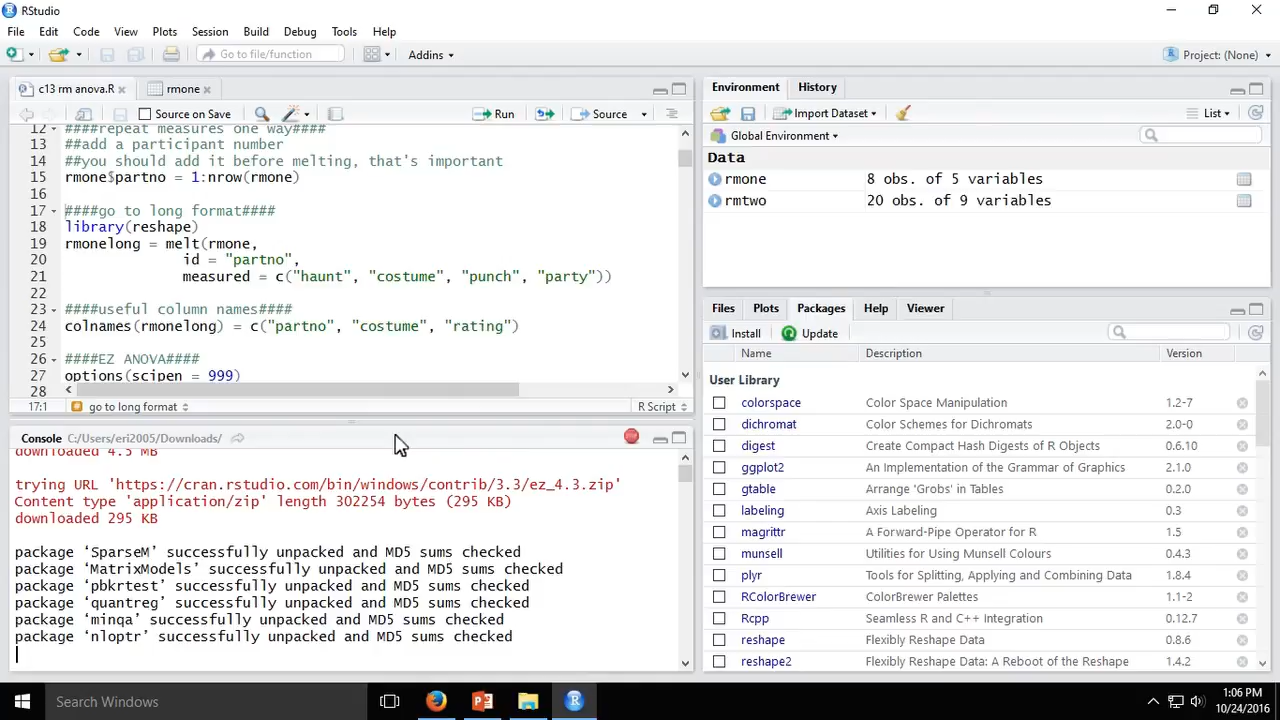 RStudio
File Edit Code View Plots Session Build Debug Tools Help
Go to file/function Addins Project: (None)
c13 rm anova.R rmone
Source on Save Run Source
12 ####repeat measures one way####
13 ##add a participant number
14 ##you should add it before melting, that's important
15 rmone$partno = 1:nrow(rmone)
16
17 ####go to long format####
18 library(reshape)
19 rmonelong = melt(rmone,
20 id = "partno",
21 measured = c("haunt", "costume", "punch", "party"))
22
23 ####useful column names####
24 colnames(rmonelong) = c("partno", "costume", "rating")
25
26 ####EZ ANOVA####
27 options(scipen = 999)
28
17:1 go to long format R Script
Console C:/Users/eri2005/Downloads/
downloaded 4.5 MB
trying URL 'https://cran.rstudio.com/bin/windows/contrib/3.3/ez_4.3.zip'
Content type 'application/zip' length 302254 bytes (295 KB)
downloaded 295 KB
package ‘SparseM’ successfully unpacked and MD5 sums checked
package ‘MatrixModels’ successfully unpacked and MD5 sums checked
package ‘pbkrtest’ successfully unpacked and MD5 sums checked
package ‘quantreg’ successfully unpacked and MD5 sums checked
package ‘minqa’ successfully unpacked and MD5 sums checked
package ‘nloptr’ successfully unpacked and MD5 sums checked
Environment History
Import Dataset List
Global Environment
Data
rmone 8 obs. of 5 variables
rmtwo 20 obs. of 9 variables
Files Plots Packages Help Viewer
Install Update
Name Description Version
User Library
colorspace Color Space Manipulation 1.2-7
dichromat Color Schemes for Dichromats 2.0-0
digest Create Compact Hash Digests of R Objects 0.6.10
ggplot2 An Implementation of the Grammar of Graphics 2.1.0
gtable Arrange 'Grobs' in Tables 0.2.0
labeling Axis Labeling 0.3
magrittr A Forward-Pipe Operator for R 1.5
munsell Utilities for Using Munsell Colours 0.4.3
plyr Tools for Splitting, Applying and Combining Data 1.8.4
RColorBrewer ColorBrewer Palettes 1.1-2
Rcpp Seamless R and C++ Integration 0.12.7
reshape Flexibly Reshape Data 0.8.6
reshape2 Flexibly Reshape Data: A Reboot of the Reshape 1.4.2
Search Windows
1:06 PM
10/24/2016